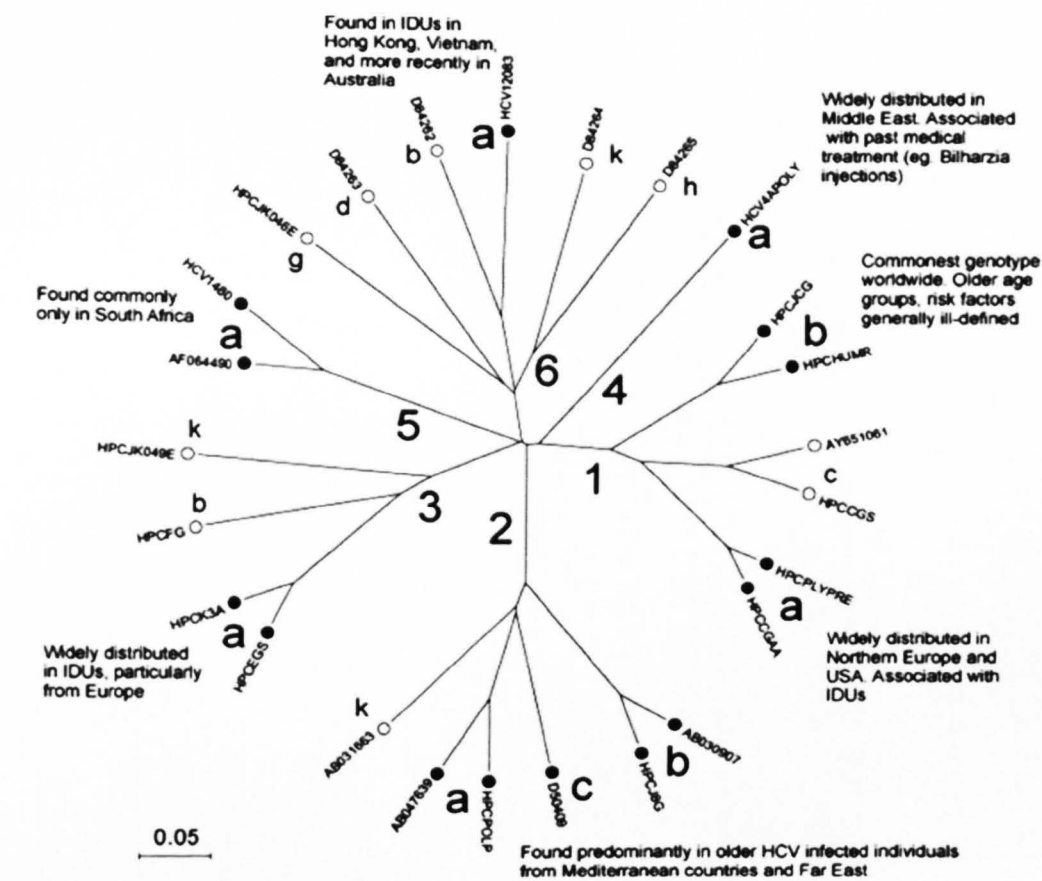 Found in IDUs in
Hong Kong, Vietnam,
and more recently in
Australia
HCV12083
a
D84262
b
D84264
k
D84265
h
D84263
d
HPCJK046E
g
Widely distributed in
Middle East. Associated
with past medical
treatment (eg. Bilharzia
injections)
HCV4APOLY
a
Commonest genotype
worldwide. Older age
groups, risk factors
generally ill-defined
HPCJCG
b
HPCHUMR
Found commonly
only in South Africa
HCV1480
a
AF064490
6
4
5
k
HPCJK049E
AY651061
c
HPCCGS
1
3
2
b
HPCFG
HPCPLYPRE
a
HPCCGAA
HPCK3A
a
HPCEGS
Widely distributed
in IDUs, particularly
from Europe
Widely distributed in
Northern Europe and
USA. Associated with
IDUs
k
AB031663
AB047639
a
HPCPOLP
D50409
c
HPCJ8G
b
AB030907
0.05
Found predominantly in older HCV infected individuals
from Mediterranean countries and Far East